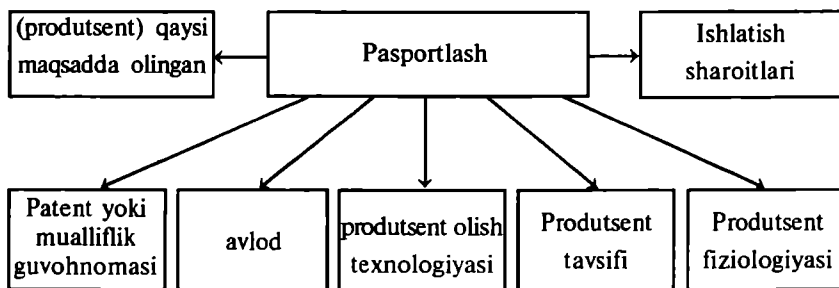 (produtsent) qaysi
maqsadda olingan
Pasportlash
Ishlatish
sharoitlari
Patent yoki
mualliflik
guvohnomasi
avlod
produtsent olish
texnologiyasi
Produtsent
tavsifi
Produtsent
fiziologiyasi